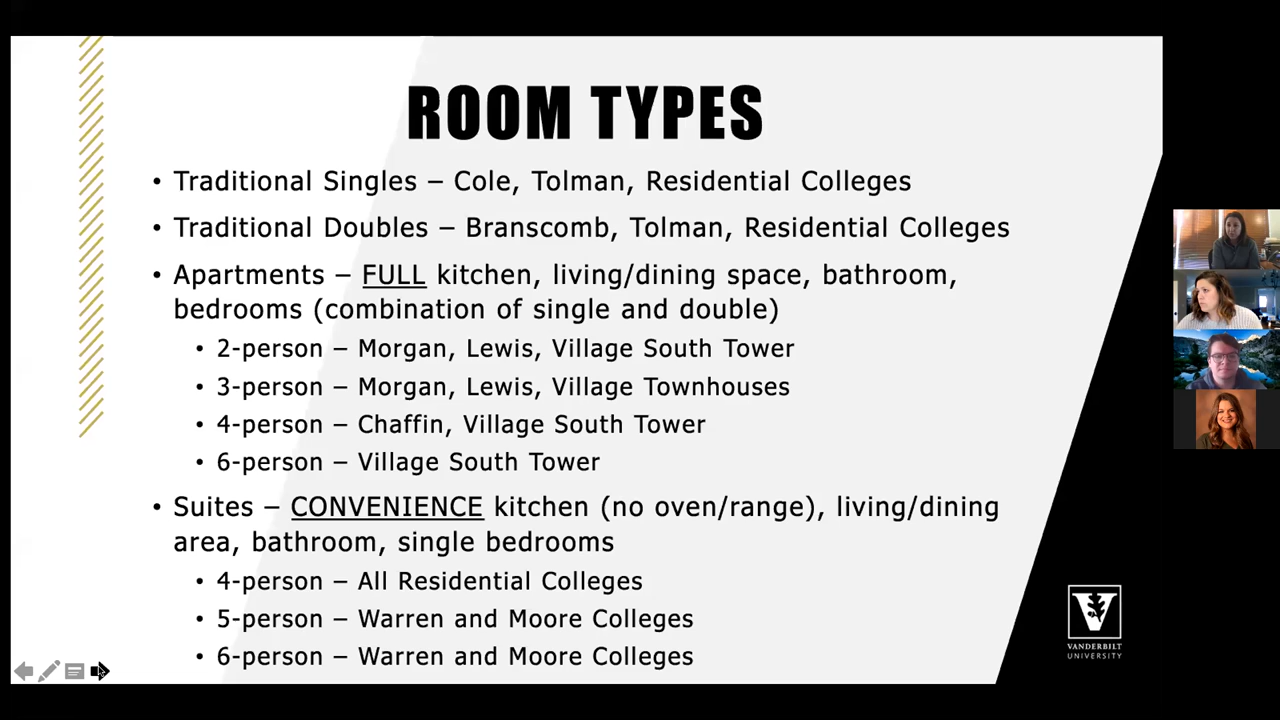 ROOM TYPES
• Traditional Singles – Cole, Tolman, Residential Colleges
• Traditional Doubles – Branscomb, Tolman, Residential Colleges
• Apartments – FULL kitchen, living/dining space, bathroom,
bedrooms (combination of single and double)
• 2-person – Morgan, Lewis, Village South Tower
• 3-person – Morgan, Lewis, Village Townhouses
• 4-person – Chaffin, Village South Tower
• 6-person – Village South Tower
• Suites – CONVENIENCE kitchen (no oven/range), living/dining
area, bathroom, single bedrooms
• 4-person – All Residential Colleges
• 5-person – Warren and Moore Colleges
• 6-person – Warren and Moore Colleges
V
VANDERBILT
UNIVERSITY